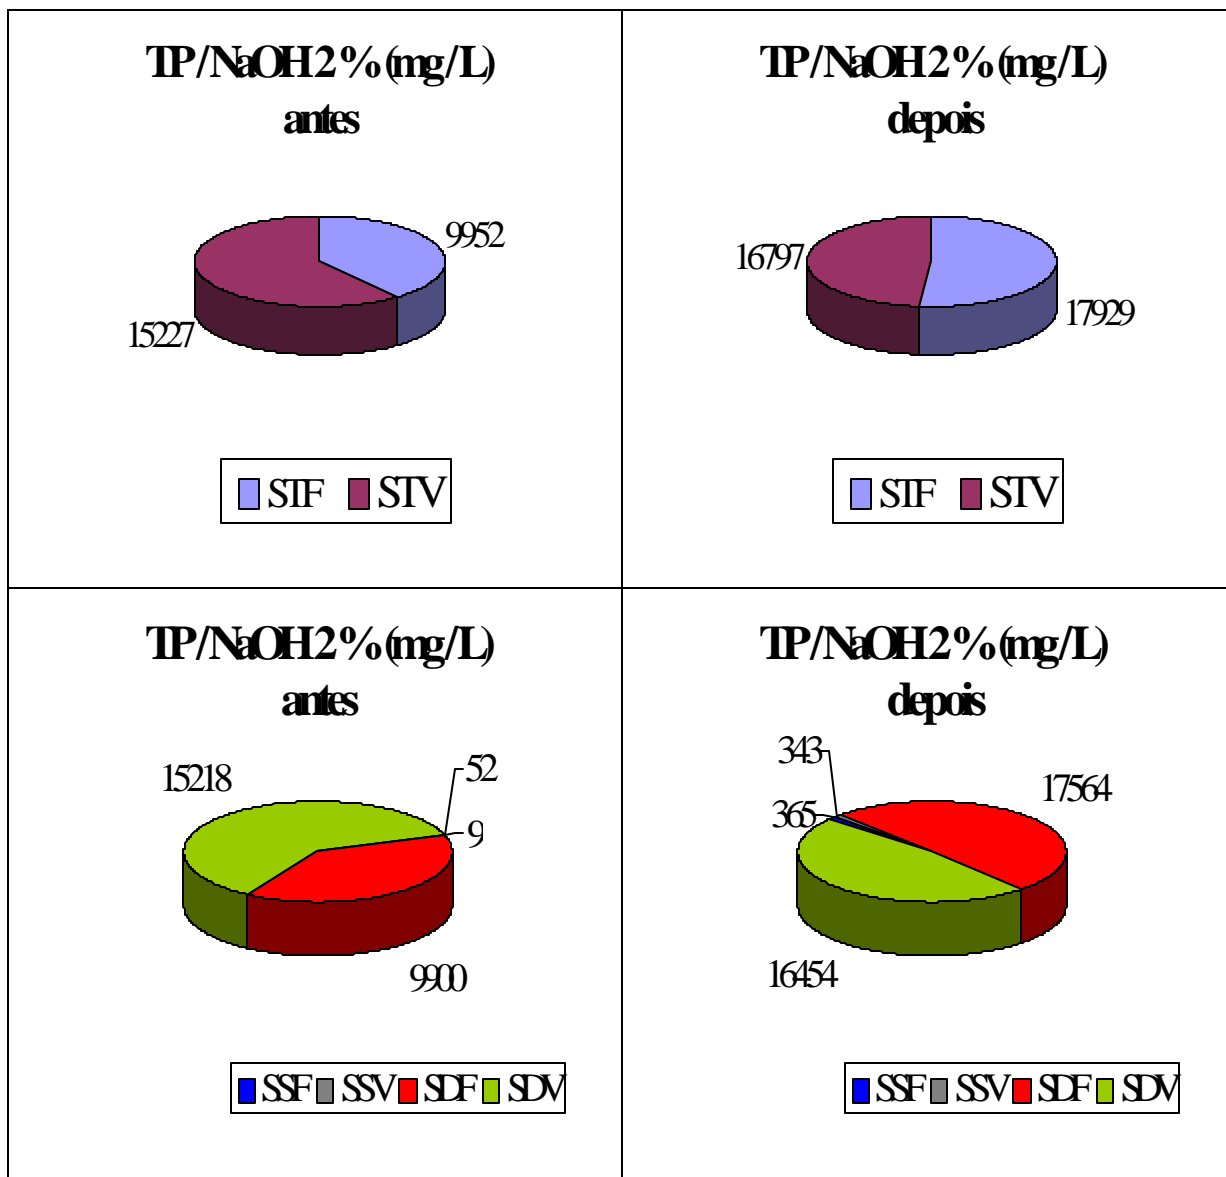 TP/NaOH 2% (mg/L)
antes
9952
15227
STF STV
TP/NaOH 2% (mg/L)
depois
16797
17929
STF STV
TP/NaOH 2% (mg/L)
antes
15218
52
9
9900
SSF SSV SDF SDV
TP/NaOH 2% (mg/L)
depois
343
17564
365
16454
SSF SSV SDF SDV